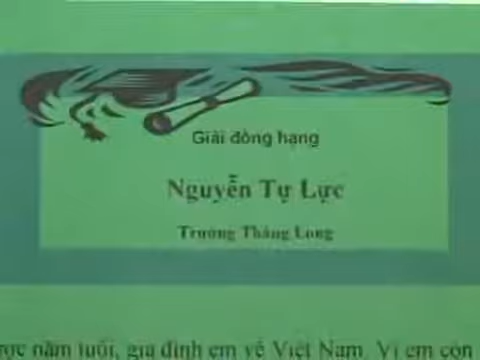 Giải đồng hạng
Nguyễn Tự Lực
Trường Thăng Long
năm tuổi, gia đình em về Việt Nam. Vì em còn